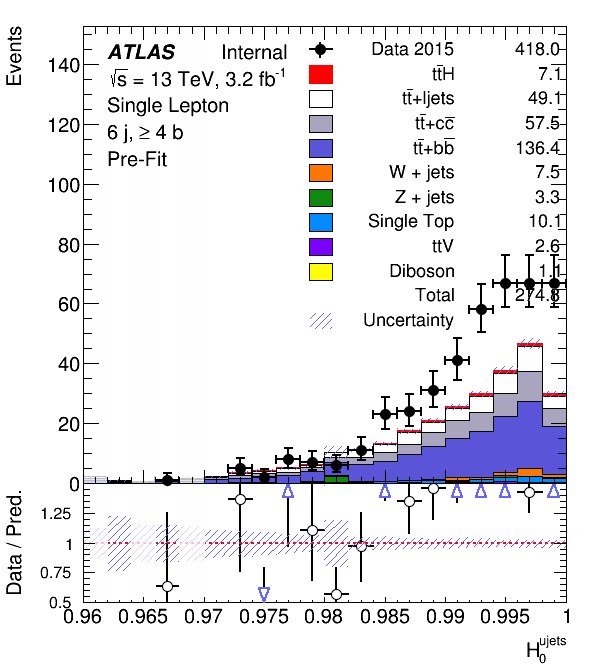 Events
140
120
100
80
60
40
20
0
ATLAS Internal
√s = 13 TeV, 3.2 fb⁻¹
Single Lepton
6 j, ≥ 4 b
Pre-Fit
Data 2015 418.0
tt̄H 7.1
tt̄+ljets 49.1
tt̄+cc̄ 57.5
tt̄+bb̄ 136.4
W + jets 7.5
Z + jets 3.3
Single Top 10.1
ttV 2.6
Diboson 1.1
Total 274.8
Uncertainty
Data / Pred.
1.25
1
0.75
0.5
0.96 0.965 0.97 0.975 0.98 0.985 0.99 0.995 1
H₀ᵘʲᵉᵗˢ